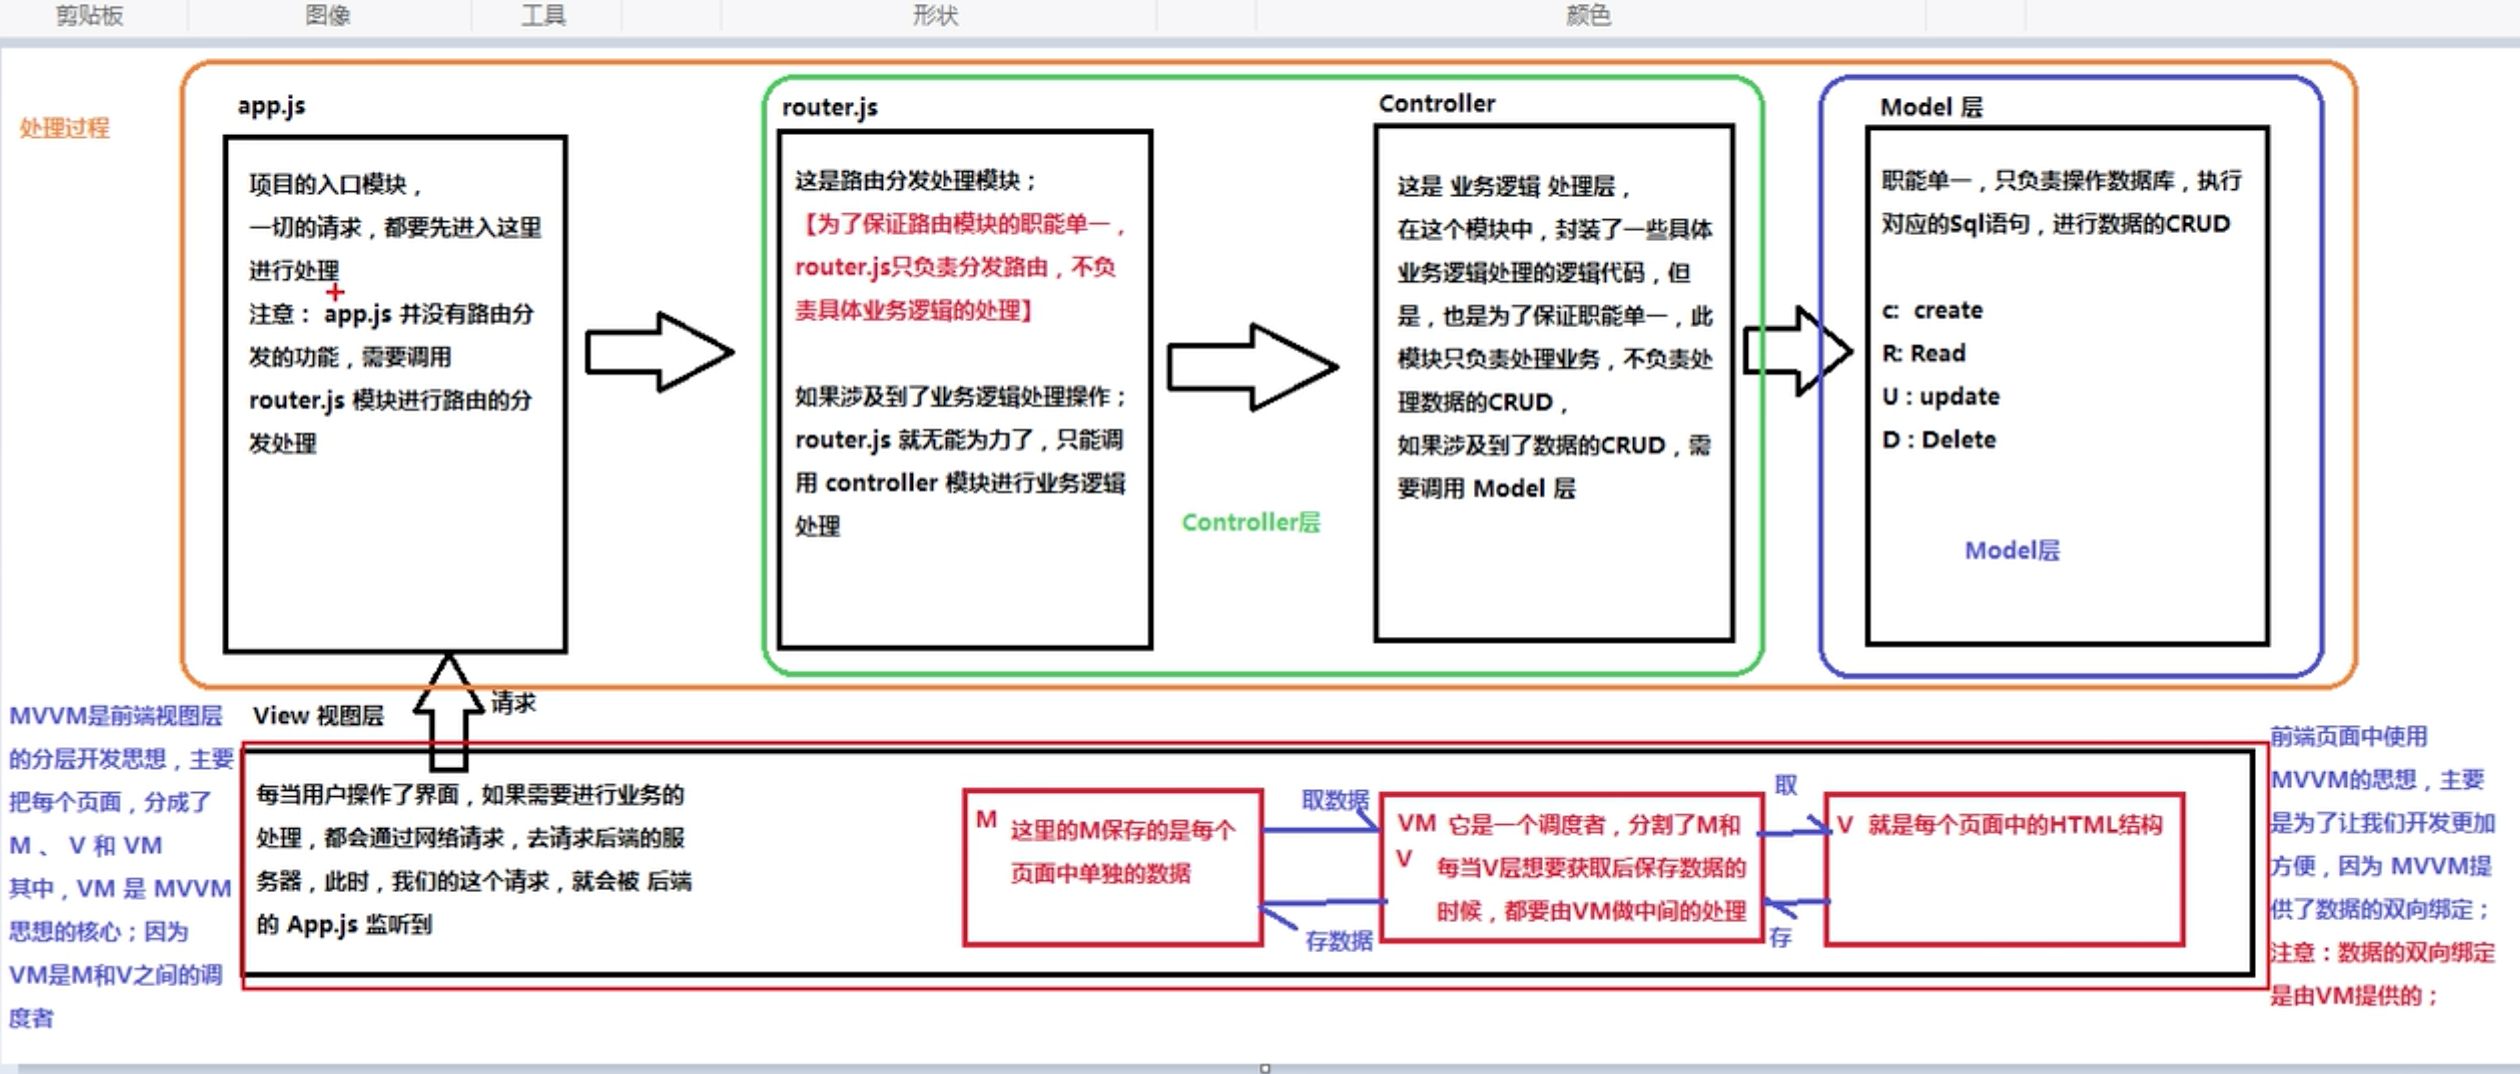 剪贴板
图像
工具
形状
颜色
处理过程
app.js
项目的入口模块，
一切的请求，都要先进入这里
进行处理
注意： app.js 并没有路由分
发的功能，需要调用
router.js 模块进行路由的分
发处理
router.js
这是路由分发处理模块；
【为了保证路由模块的职能单一，
router.js只负责分发路由，不负
责具体业务逻辑的处理】
如果涉及到了业务逻辑处理操作；
router.js 就无能为力了，只能调
用 controller 模块进行业务逻辑
处理
Controller层
Controller
这是 业务逻辑 处理层，
在这个模块中，封装了一些具体
业务逻辑处理的逻辑代码，但
是，也是为了保证职能单一，此
模块只负责处理业务，不负责处
理数据的CRUD，
如果涉及到了数据的CRUD，需
要调用 Model 层
Model 层
职能单一，只负责操作数据库，执行
对应的Sql语句，进行数据的CRUD
c: create
R: Read
U : update
D : Delete
Model层
请求
MVVM是前端视图层
的分层开发思想，主要
把每个页面，分成了
M 、 V 和 VM
其中，VM 是 MVVM
思想的核心；因为
VM是M和V之间的调
度者
View 视图层
每当用户操作了界面，如果需要进行业务的
处理，都会通过网络请求，去请求后端的服
务器，此时，我们的这个请求，就会被 后端
的 App.js 监听到
M
这里的M保存的是每个
页面中单独的数据
取数据
存数据
VM 它是一个调度者，分割了M和
V
每当V层想要获取后保存数据的
时候，都要由VM做中间的处理
取
存
V 就是每个页面中的HTML结构
前端页面中使用
MVVM的思想，主要
是为了让我们开发更加
方便，因为 MVVM提
供了数据的双向绑定；
注意：数据的双向绑定
是由VM提供的；